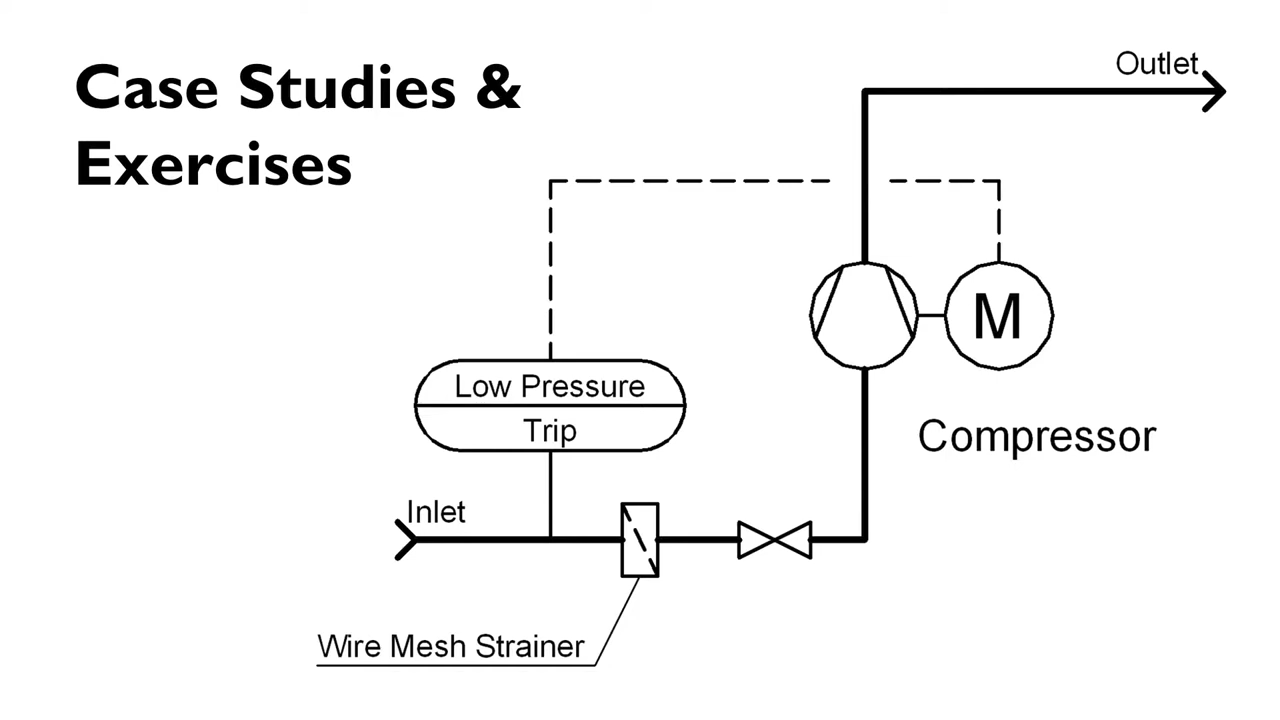 Case Studies &
Exercises
Outlet
Low Pressure
Trip
M
Compressor
Inlet
Wire Mesh Strainer